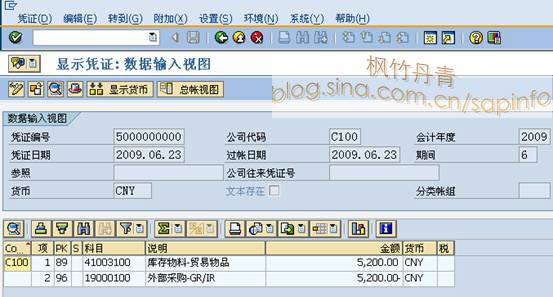 凭证(D) 编辑(E) 转到(G) 附加(X) 设置(S) 环境(N) 系统(Y) 帮助(H)
显示凭证: 数据输入视图
显示货币 总帐视图
枫竹丹青
blog.sina.com.cn/sapinfo
数据输入视图
凭证编号 5000000000 公司代码 C100 会计年度 2009
凭证日期 2009.06.23 过帐日期 2009.06.23 期间 6
参照 公司往来凭证号
货币 CNY 文本存在 分类帐组
Co.. 项 PK S 科目 说明 金额 货币 税
C100 1 89 41003100 库存物料-贸易物品 5,200.00 CNY
2 96 19000100 外部采购-GR/IR 5,200.00- CNY